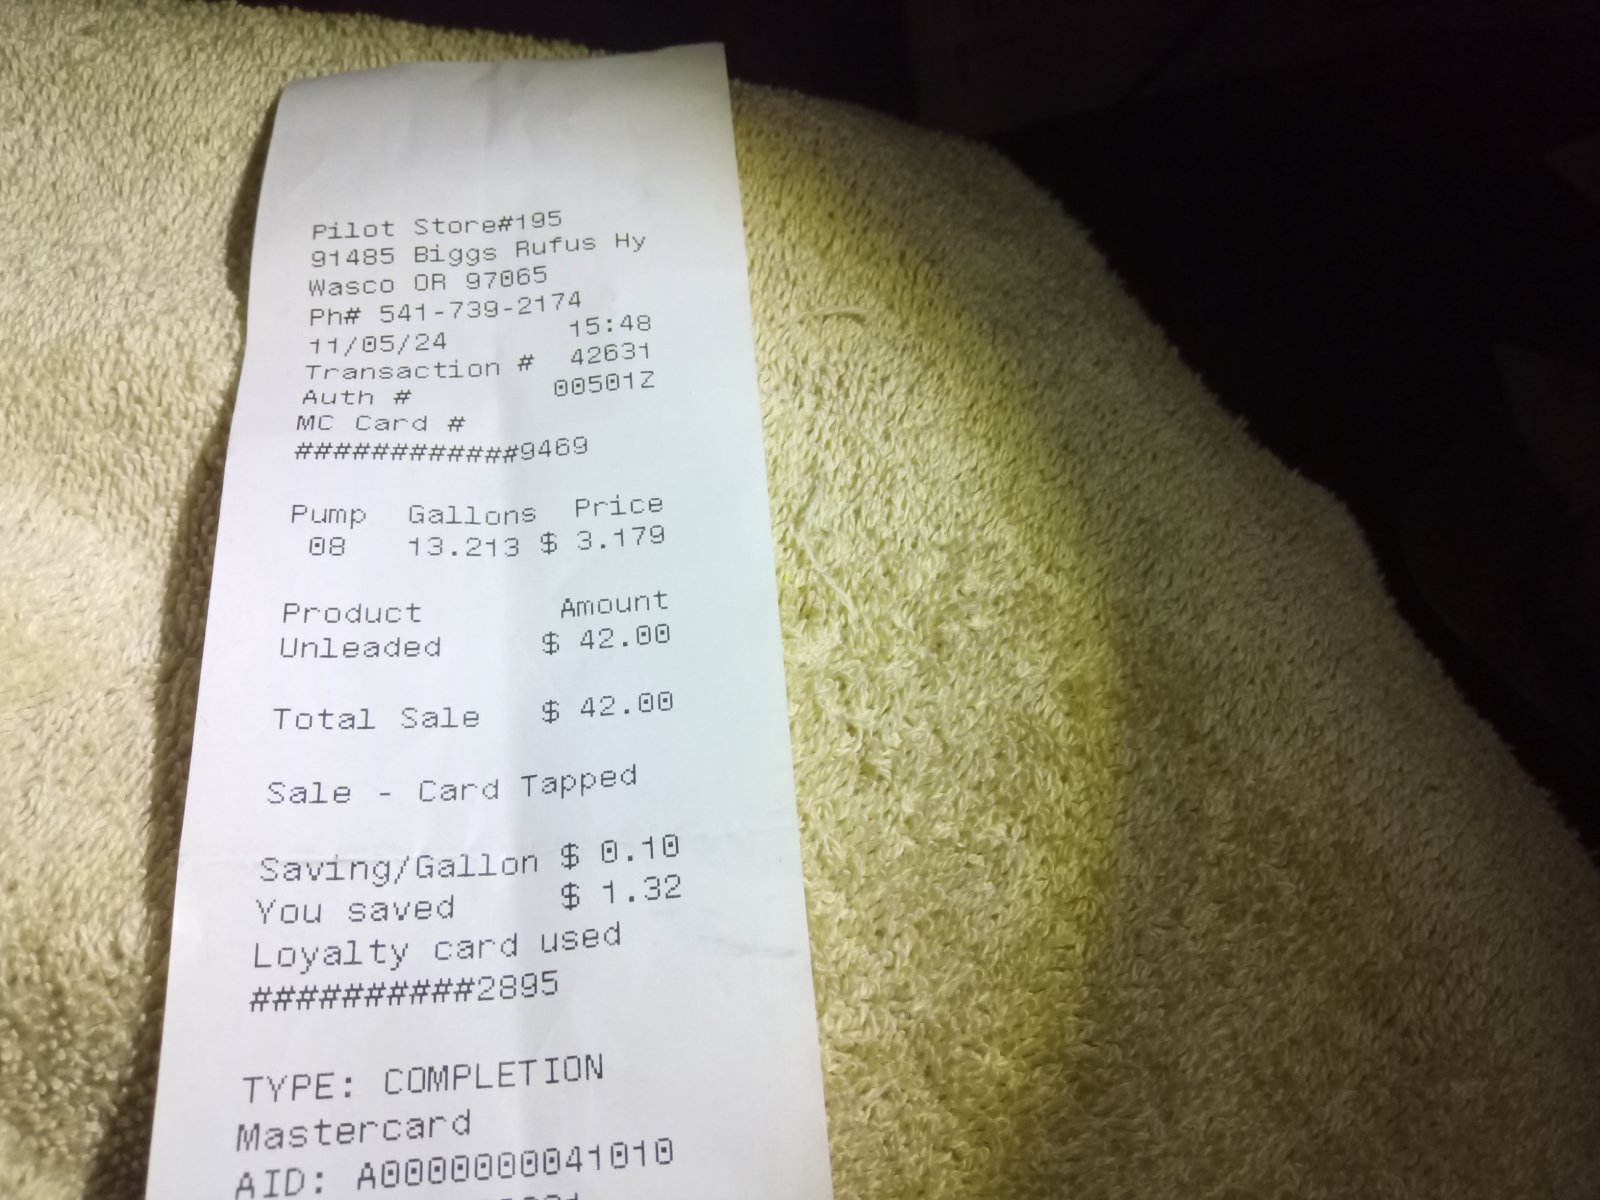 Pilot Store#195
91485 Biggs Rufus Hy
Wasco OR 97065
Ph# 541-739-2174
11/05/24 15:48
Transaction # 42631
Auth # 00501Z
MC Card #
############9469
Pump Gallons Price
08 13.213 $ 3.179
Product Amount
Unleaded $ 42.00
Total Sale $ 42.00
Sale - Card Tapped
Saving/Gallon $ 0.10
You saved $ 1.32
Loyalty card used
##########2895
TYPE: COMPLETION
Mastercard
AID: A0000000041010